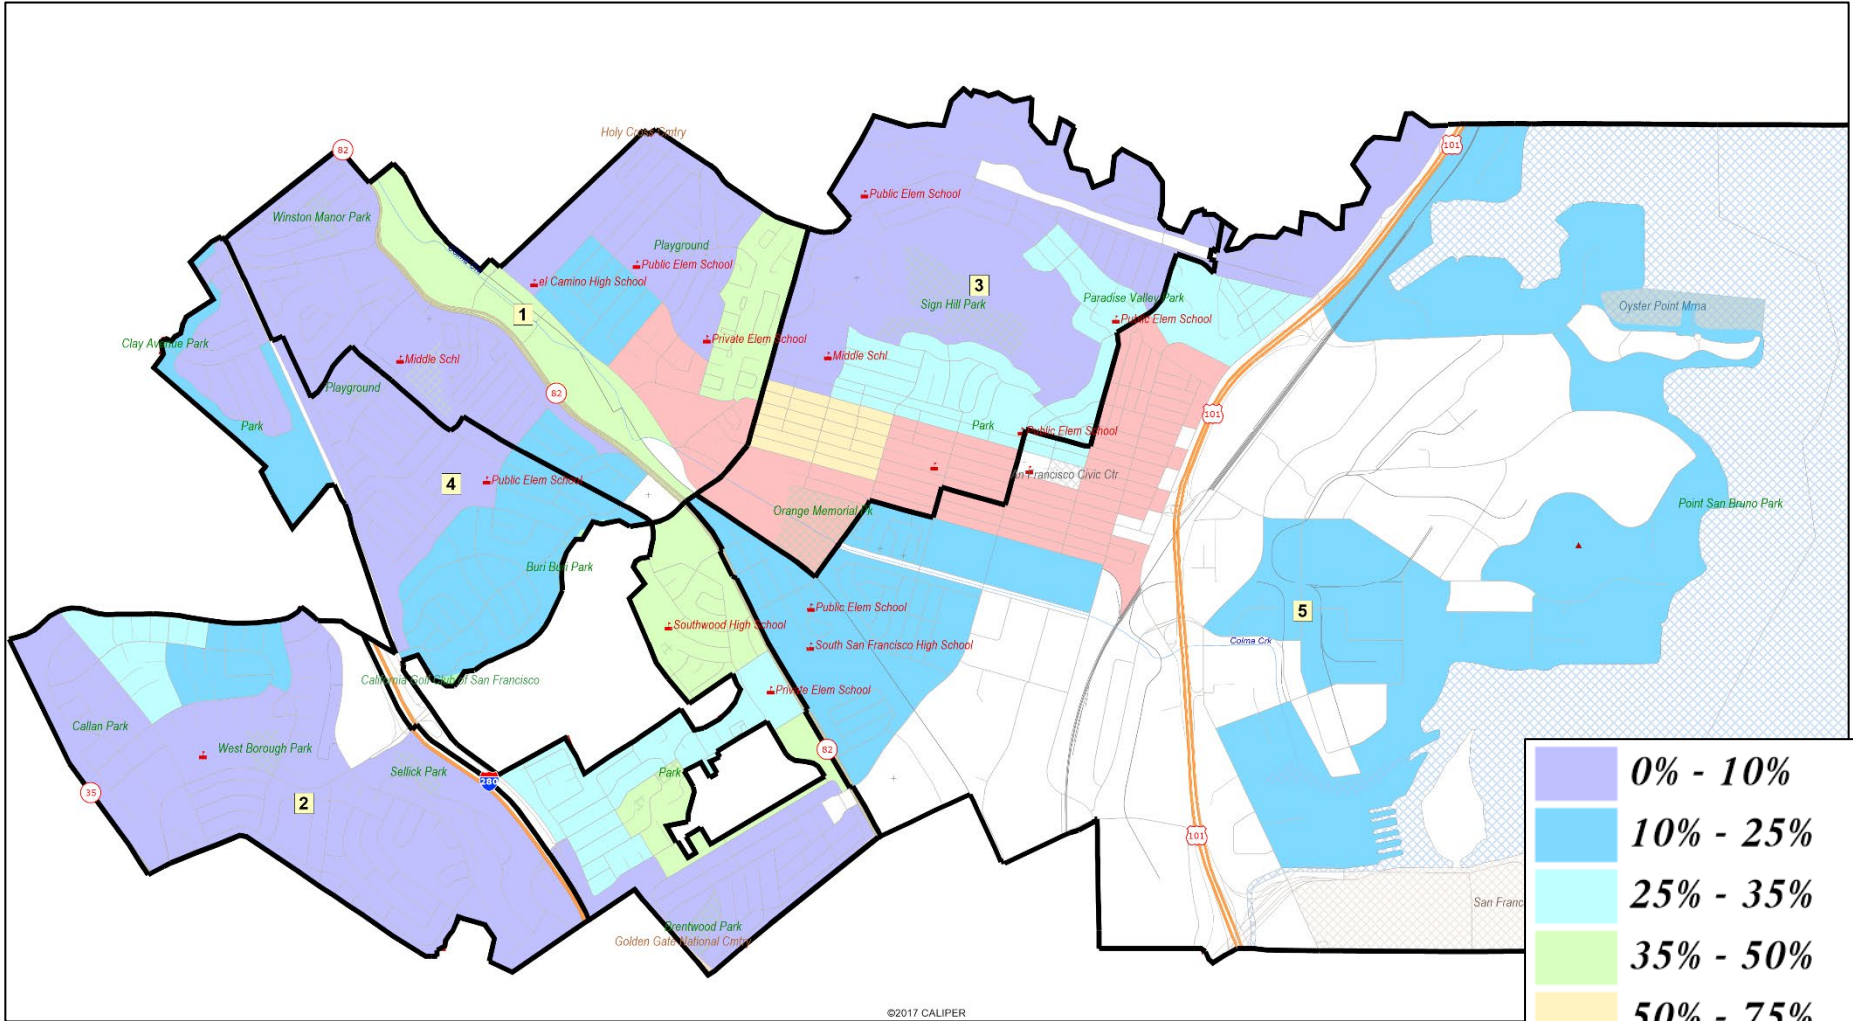 Holy Cross Cmtry
82
101
Public Elem School
Winston Manor Park
Playground
Public Elem School
el Camino High School
3
Sign Hill Park
Paradise Valley Park
Oyster Point Mrna
1
Public Elem School
Clay Avenue Park
Private Elem School
Middle Schl
Middle Schl
Playground
82
101
Park
Park
Public Elem School
4
Public Elem School
an Francisco Civic Ctr
Orange Memorial Pk
Point San Bruno Park
Buri Buri Park
Public Elem School
5
Southwood High School
South San Francisco High School
Colma Crk
California Golf Club of San Francisco
Private Elem School
Callan Park
West Borough Park
82
Sellick Park
Park
280
35
2
101
San Franc
Brentwood Park
Golden Gate National Cmtry
©2017 CALIPER
0% - 10%
10% - 25%
25% - 35%
35% - 50%
50% - 75%